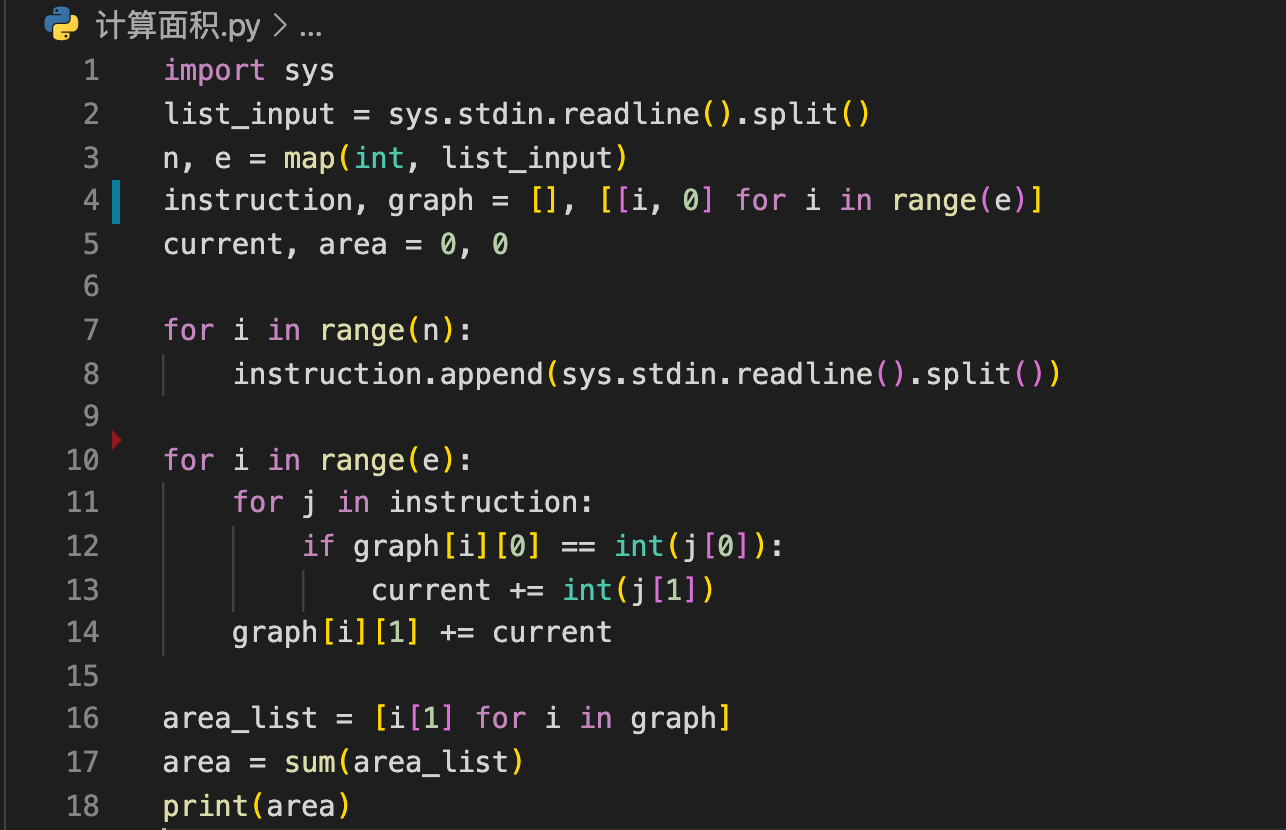 计算面积.py > ...
1 import sys
2 list_input = sys.stdin.readline().split()
3 n, e = map(int, list_input)
4 instruction, graph = [], [[i, 0] for i in range(e)]
5 current, area = 0, 0
6
7 for i in range(n):
8     instruction.append(sys.stdin.readline().split())
9
10 for i in range(e):
11     for j in instruction:
12         if graph[i][0] == int(j[0]):
13             current += int(j[1])
14     graph[i][1] += current
15
16 area_list = [i[1] for i in graph]
17 area = sum(area_list)
18 print(area)